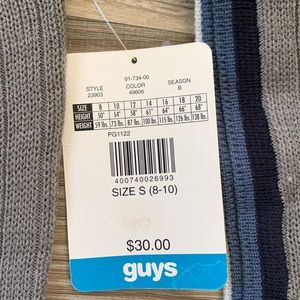 01-734-00
STYLE COLOR SEASON
23903 49606 B
SIZE 8 10 12 14 16 18 20
HEIGHT 50" 54" 58" 61" 64" 66" 68"
WEIGHT 59 lbs. 73 lbs. 87 lbs. 100 lbs. 115 lbs. 126 lbs. 138 lbs.
PG1122
400740026993
SIZE S (8-10)
$30.00
guys